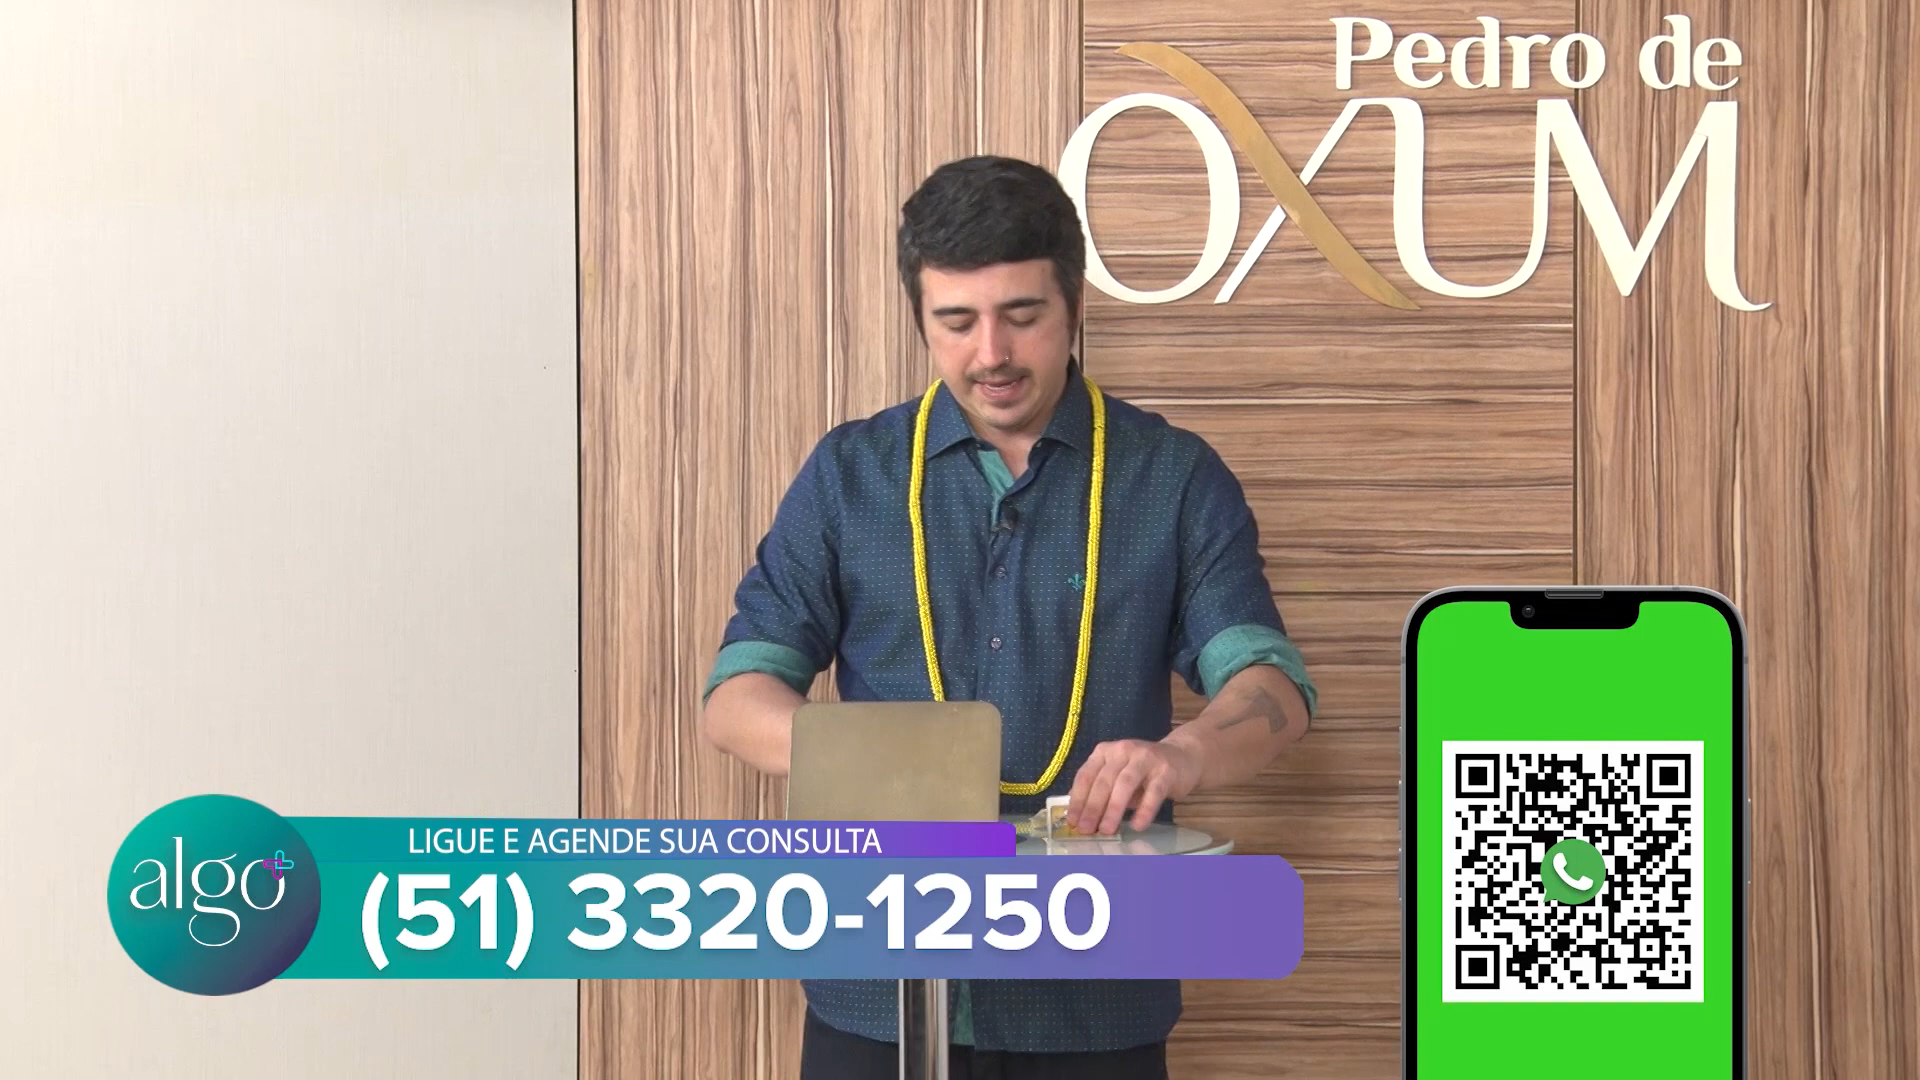 Pedro de
OXUM
LIGUE E AGENDE SUA CONSULTA
algo+
(51) 3320-1250